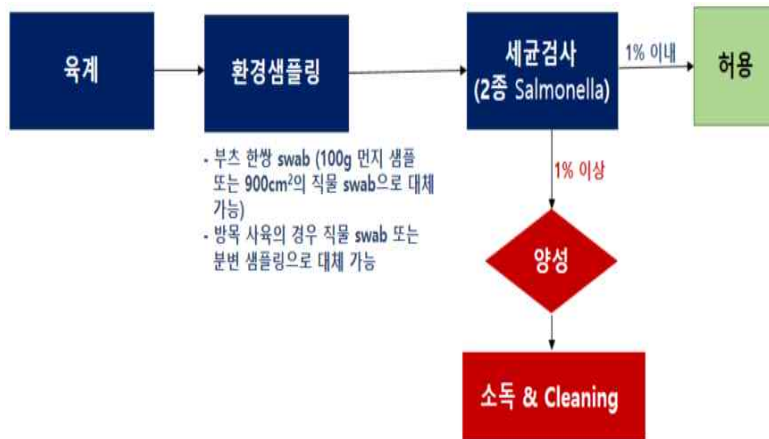 육계
환경샘플링
세균검사
(2종 Salmonella)
1% 이내
허용
- 부츠 한쌍 swab (100g 먼지 샘플
또는 900cm²의 직물 swab으로 대체
가능)
- 방목 사육의 경우 직물 swab 또는
분변 샘플링으로 대체 가능
1% 이상
양성
소독 & Cleaning